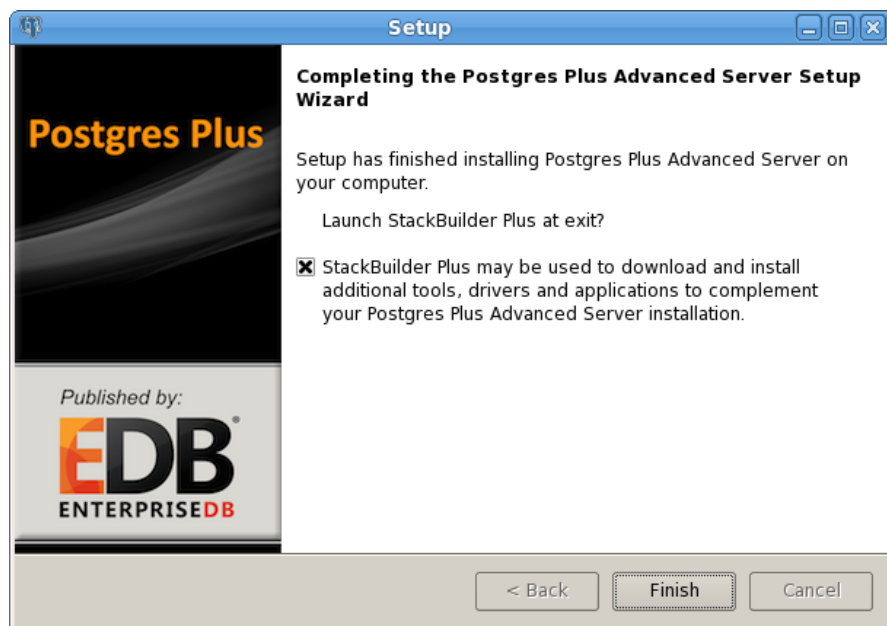 Setup
Postgres Plus
Completing the Postgres Plus Advanced Server Setup
Wizard
Setup has finished installing Postgres Plus Advanced Server on
your computer.
Launch StackBuilder Plus at exit?
StackBuilder Plus may be used to download and install
additional tools, drivers and applications to complement
your Postgres Plus Advanced Server installation.
Published by:
EDB®
ENTERPRISEDB
< Back
Finish
Cancel